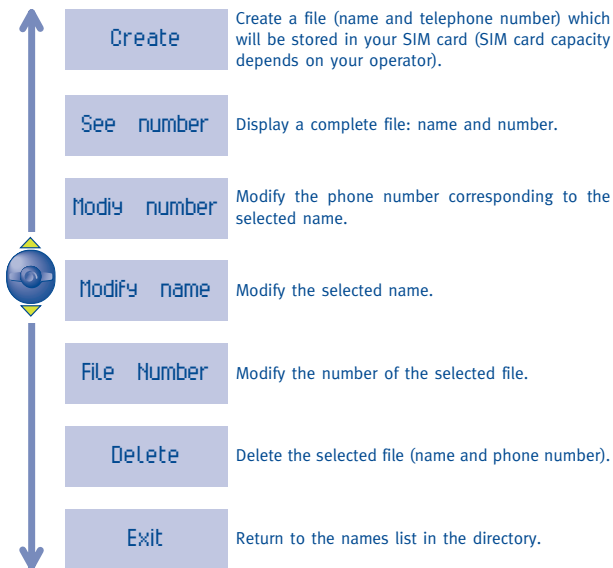 Create
Create a file (name and telephone number) which
will be stored in your SIM card (SIM card capacity
depends on your operator).
See number
Display a complete file: name and number.
Modiy number
Modify the phone number corresponding to the
selected name.
Modify name
Modify the selected name.
File Number
Modify the number of the selected file.
Delete
Delete the selected file (name and phone number).
Exit
Return to the names list in the directory.